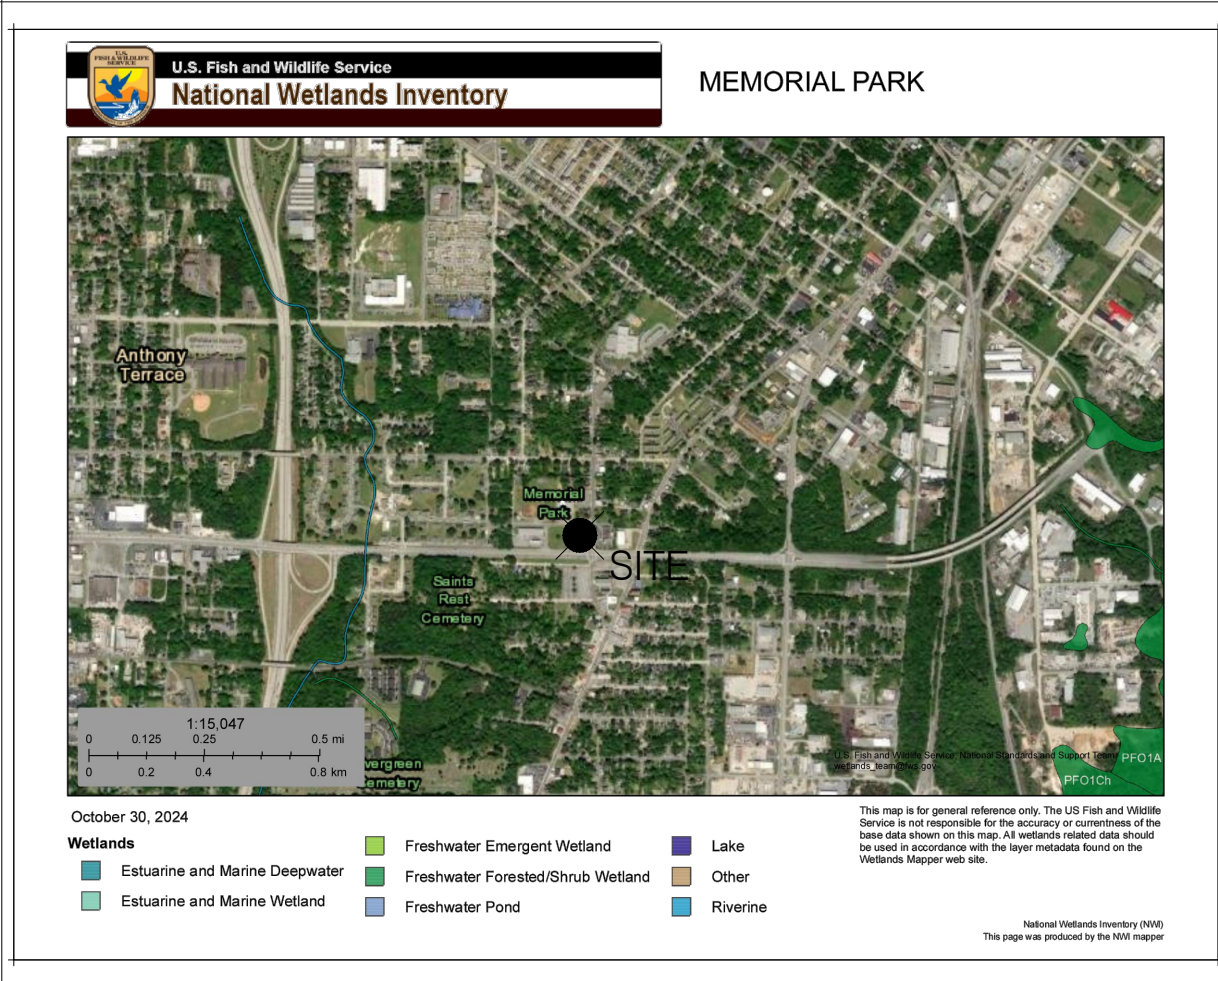 U.S.
FISH & WILDLIFE
SERVICE
U.S. Fish and Wildlife Service
National Wetlands Inventory
MEMORIAL PARK
Anthony
Terrace
Memorial
Park
SITE
Saints
Rest
Cemetery
1:15,047
0 0.125 0.25 0.5 mi
0 0.2 0.4 0.8 km
vergreen
emetery
U.S. Fish and Wildlife Service, National Standards and Support Team,
wetlands_team@fws.gov
PFO1A
PFO1Ch
October 30, 2024
Wetlands
Estuarine and Marine Deepwater
Estuarine and Marine Wetland
Freshwater Emergent Wetland
Freshwater Forested/Shrub Wetland
Freshwater Pond
Lake
Other
Riverine
This map is for general reference only. The US Fish and Wildlife
Service is not responsible for the accuracy or currentness of the
base data shown on this map. All wetlands related data should
be used in accordance with the layer metadata found on the
Wetlands Mapper web site.
National Wetlands Inventory (NWI)
This page was produced by the NWI mapper